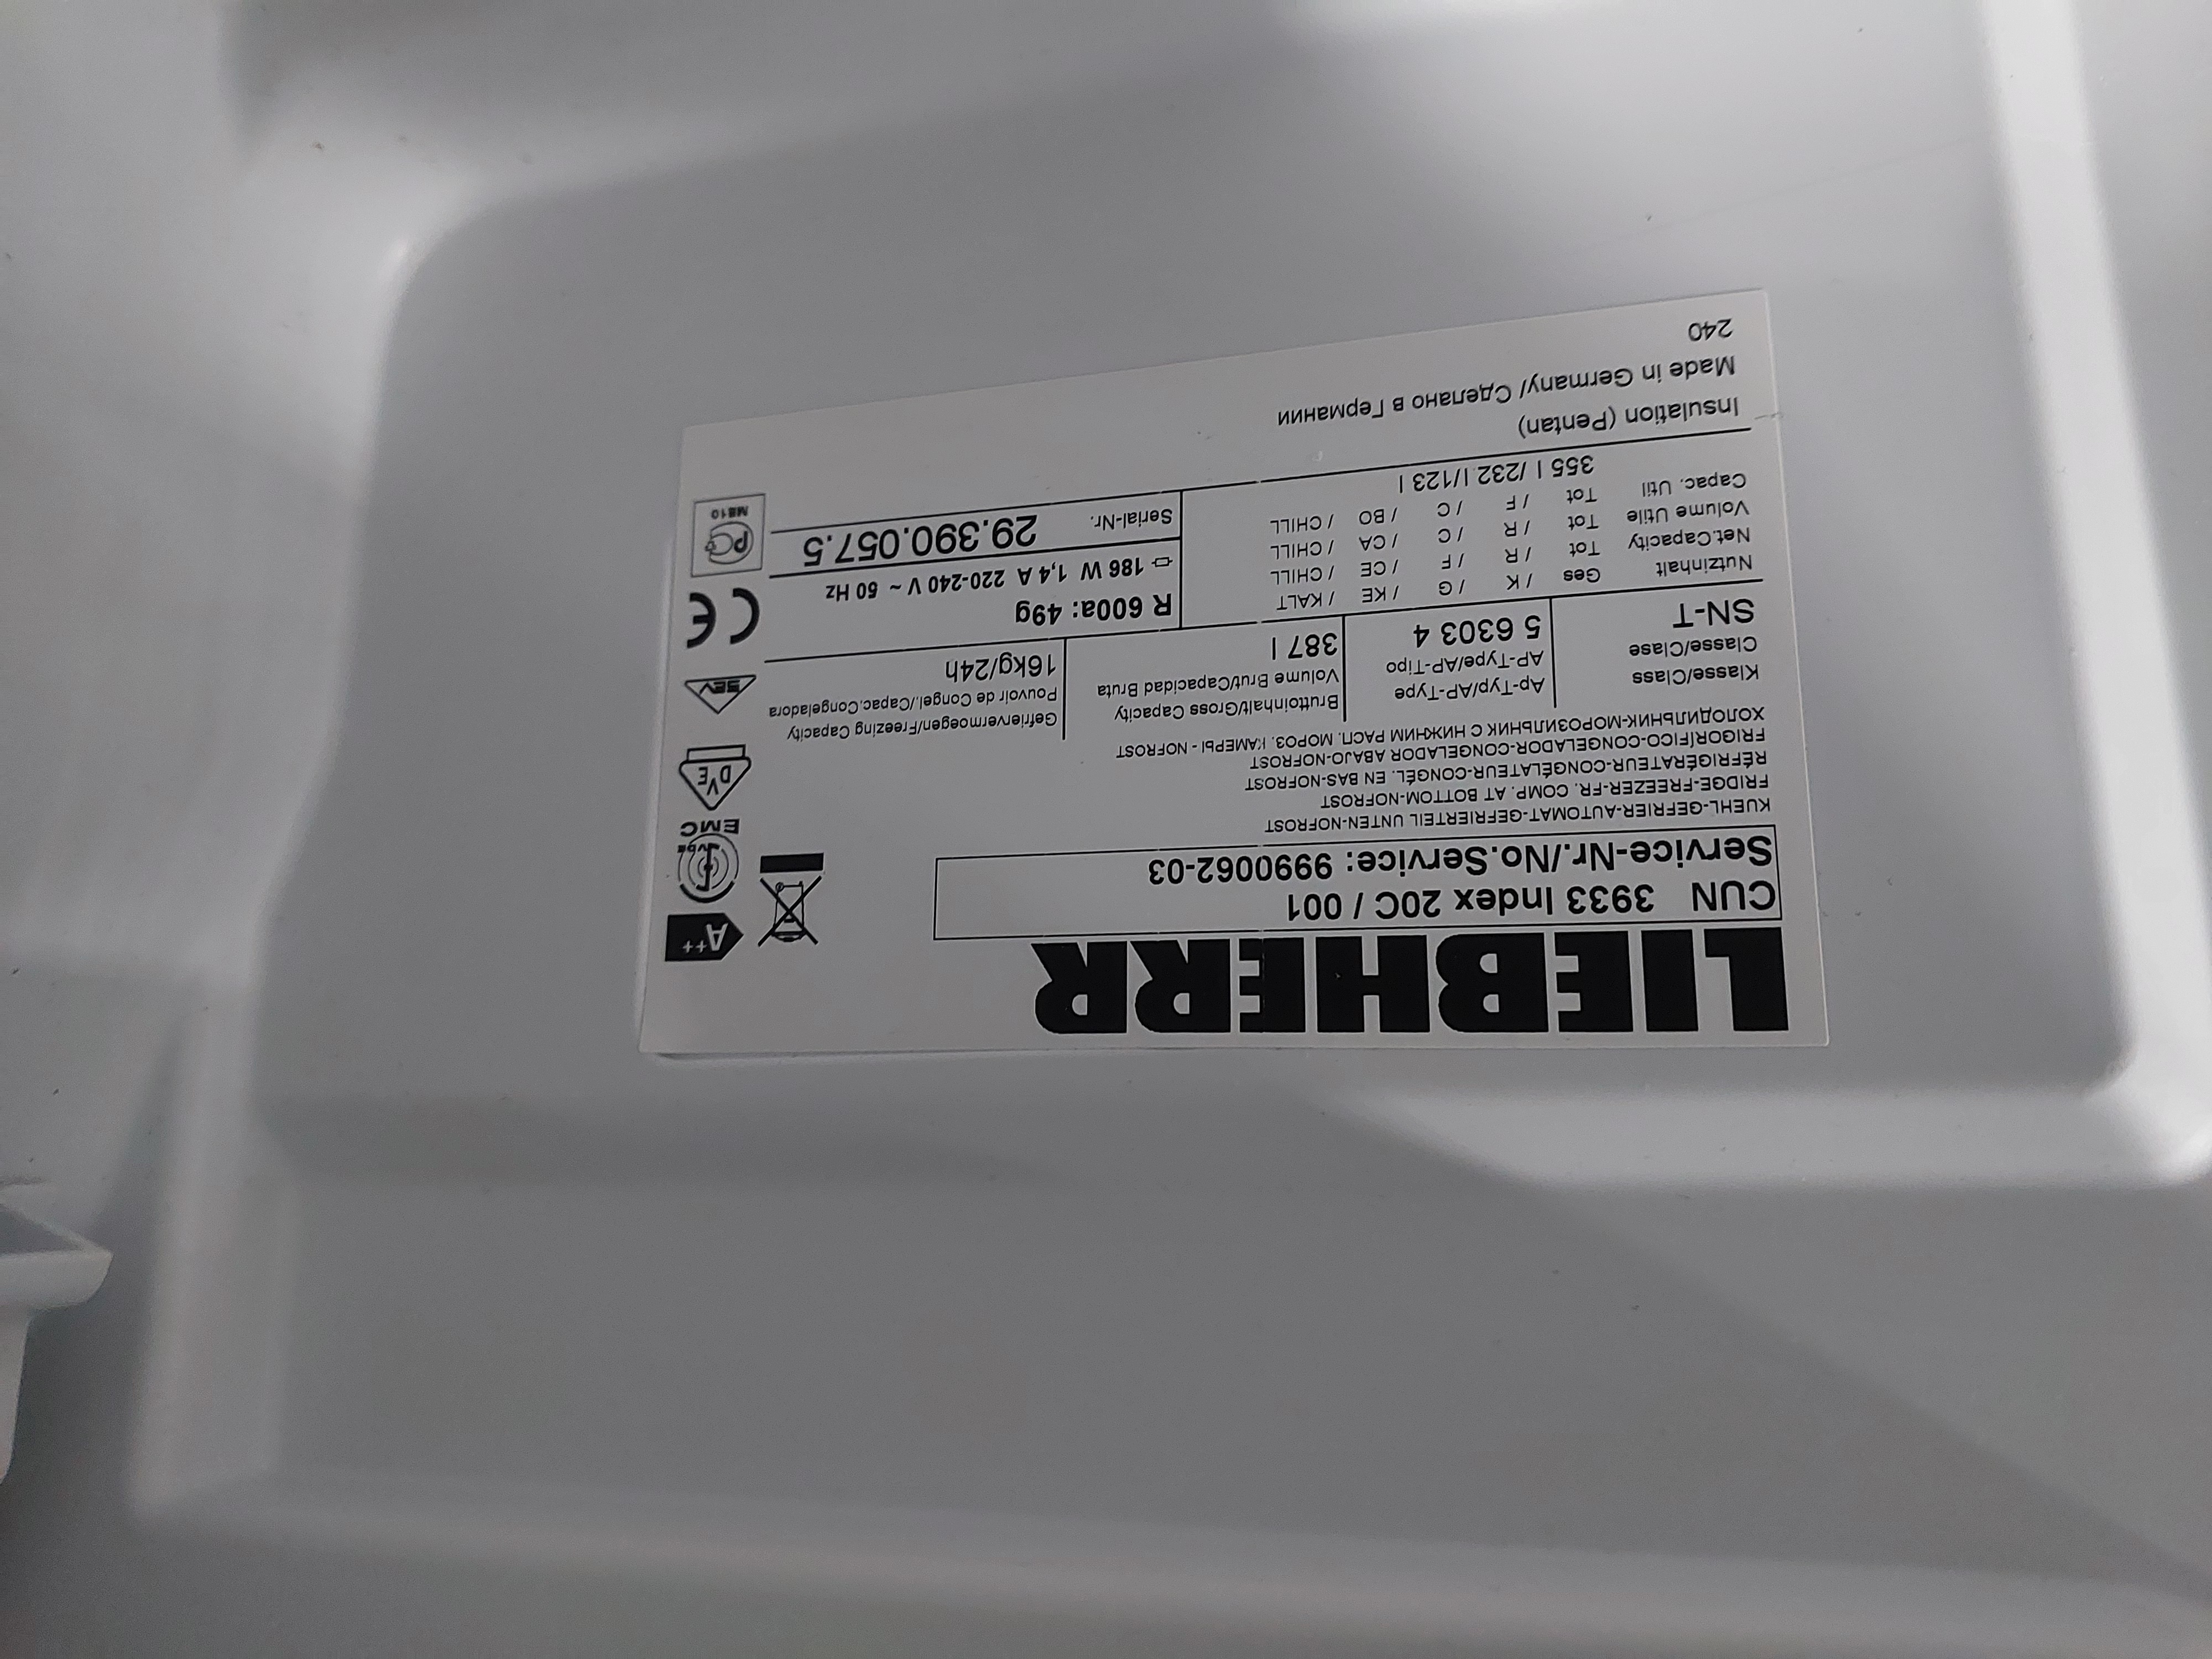 LIEBHERR
CUN 3933 Index 20C / 001
Service-Nr./No.Service: 9990062-03
A++
KUEHL-GEFRIER-AUTOMAT-GEFRIERTEIL UNTEN-NOFROST
FRIDGE-FREEZER-FR. COMP. AT BOTTOM-NOFROST
RÉFRIGÉRATEUR-CONGÉLATEUR-CONGÉL. EN BAS-NOFROST
FRIGORÍFICO-CONGELADOR-CONGELADOR ABAJO-NOFROST
ХОЛОДИЛЬНИК-МОРОЗИЛЬНИК С НИЖНИМ РАСП. МОРОЗ. КАМЕРЫ - NOFROST
VDE
EMC
DVE
Klasse/Class
Classe/Clase
SN-T
Ap-Typ/AP-Type
AP-Type/AP-Tipo
5 6303 4
Bruttoinhalt/Gross Capacity
Volume Brut/Capacidad Bruta
387 l
Gefriervermoegen/Freezing Capacity
Pouvoir de Congel./Capac.Congeladora
16kg/24h
SEV
Nutzinhalt Ges / K / G / KE / KALT
Net.Capacity Tot / R / F / CE / CHILL
Volume Utile Tot / R / C / CA / CHILL
Capac. Util Tot / F / C / BO / CHILL
355 l /232 l/123 l
R 600a: 49g
186 W 1,4 A 220-240 V ~ 50 Hz
Serial-Nr. 29.390.057.5
CE
PC
ME10
Insulation (Pentan)
Made in Germany/ Сделано в Германии
240